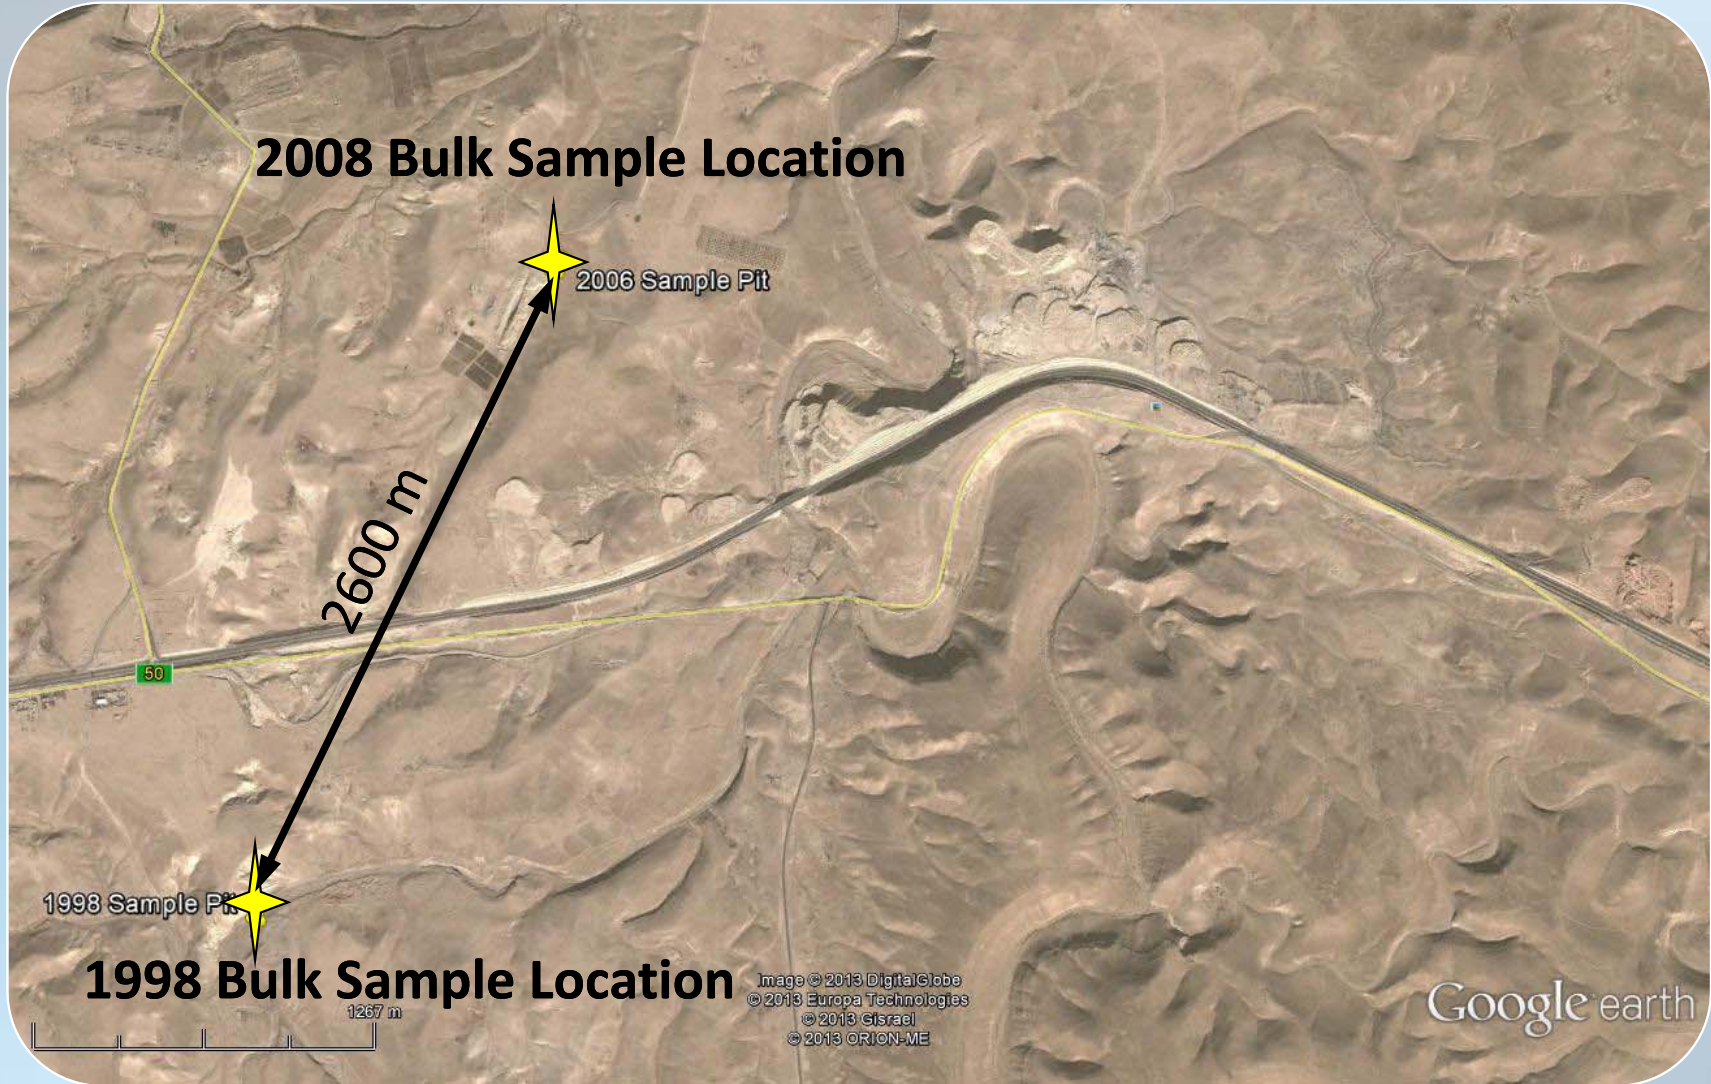 2008 Bulk Sample Location
2006 Sample Pit
2600 m
50
1998 Sample Pit
1998 Bulk Sample Location
1267 m
Image © 2013 DigitalGlobe
© 2013 Europa Technologies
© 2013 Gisrael
© 2013 ORION-ME
Google earth